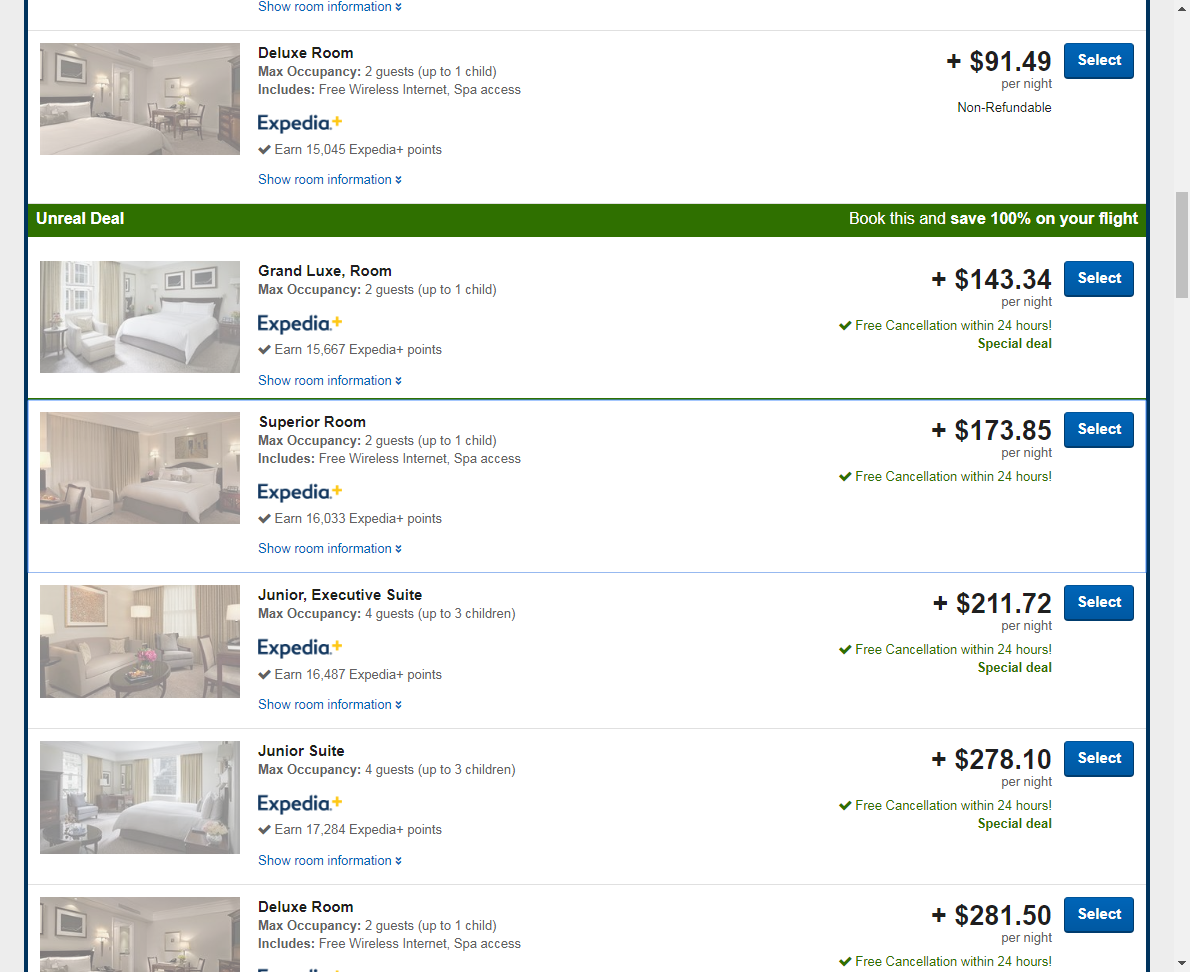 Show room information
Deluxe Room
Max Occupancy: 2 guests (up to 1 child)
Includes: Free Wireless Internet, Spa access
Expedia+
Earn 15,045 Expedia+ points
Show room information
+ $91.49
per night
Non-Refundable
Select
Unreal Deal
Book this and save 100% on your flight
Grand Luxe, Room
Max Occupancy: 2 guests (up to 1 child)
Expedia+
Earn 15,667 Expedia+ points
Show room information
+ $143.34
per night
Free Cancellation within 24 hours!
Special deal
Select
Superior Room
Max Occupancy: 2 guests (up to 1 child)
Includes: Free Wireless Internet, Spa access
Expedia+
Earn 16,033 Expedia+ points
Show room information
+ $173.85
per night
Free Cancellation within 24 hours!
Select
Junior, Executive Suite
Max Occupancy: 4 guests (up to 3 children)
Expedia+
Earn 16,487 Expedia+ points
Show room information
+ $211.72
per night
Free Cancellation within 24 hours!
Special deal
Select
Junior Suite
Max Occupancy: 4 guests (up to 3 children)
Expedia+
Earn 17,284 Expedia+ points
Show room information
+ $278.10
per night
Free Cancellation within 24 hours!
Special deal
Select
Deluxe Room
Max Occupancy: 2 guests (up to 1 child)
Includes: Free Wireless Internet, Spa access
+ $281.50
per night
Free Cancellation within 24 hours!
Select